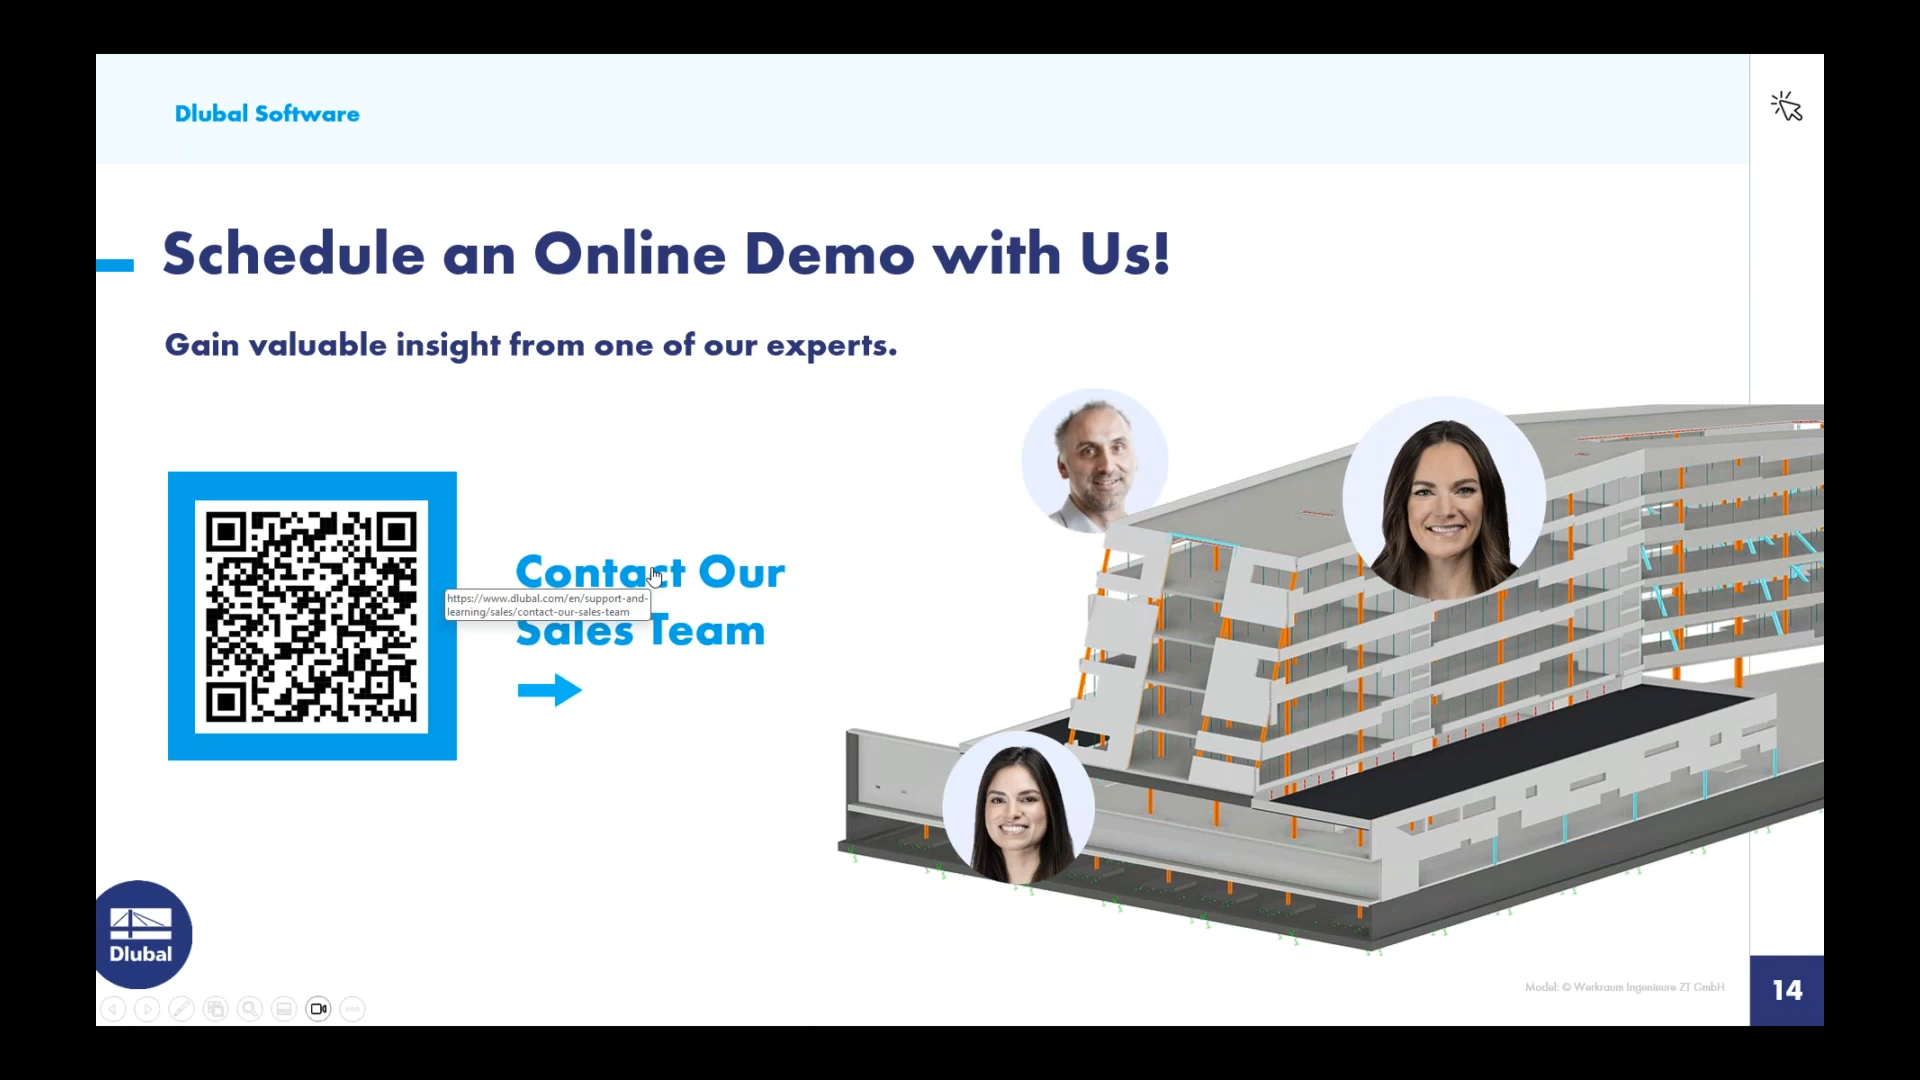 Dlubal Software
Schedule an Online Demo with Us!
Gain valuable insight from one of our experts.
Contact Our
https://www.dlubal.com/en/support-and-
learning/sales/contact-our-sales-team
Sales Team
Dlubal
Model: © Werkraum Ingenieure ZT GmbH
14